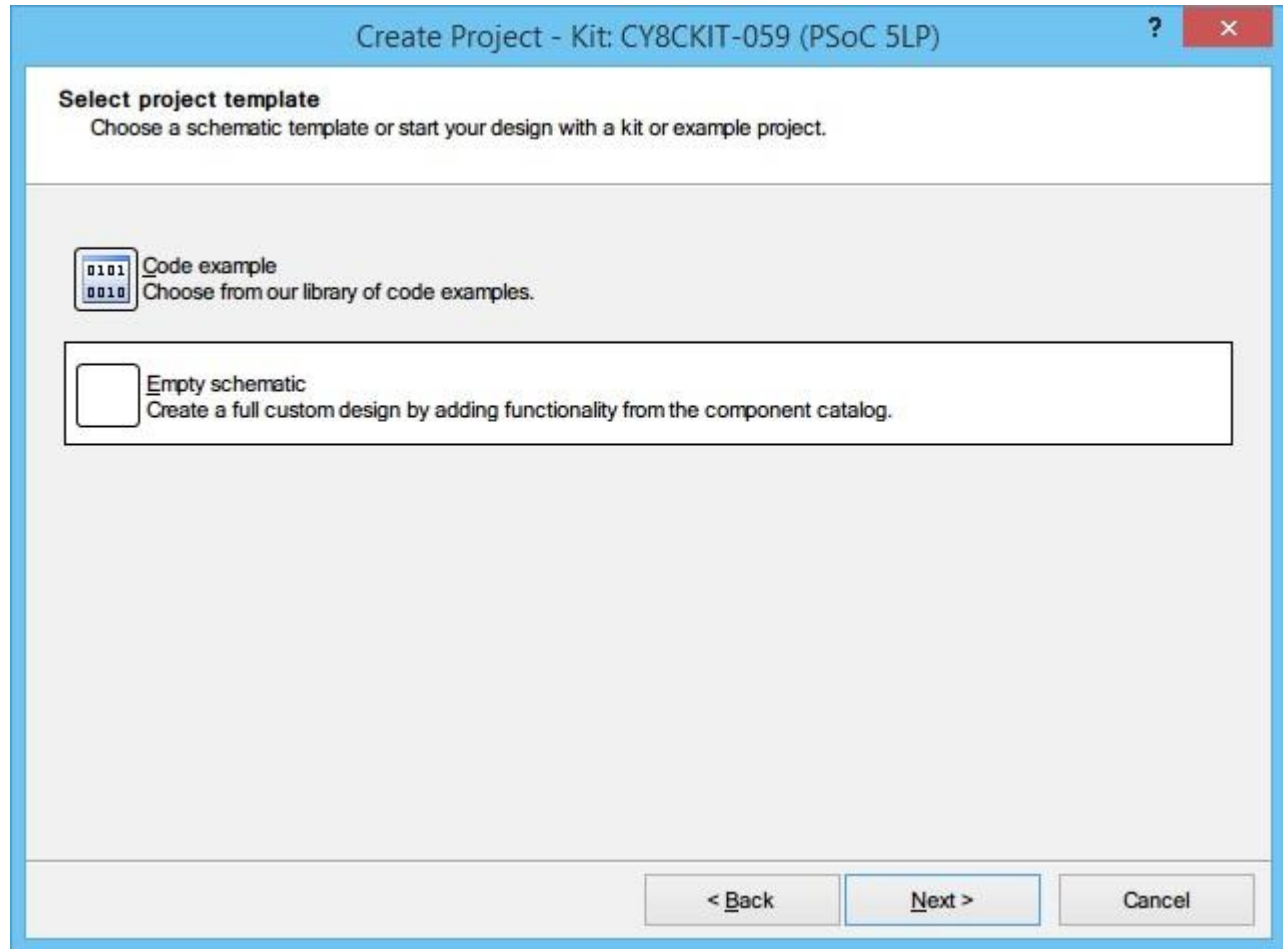 Create Project - Kit: CY8CKIT-059 (PSoC 5LP)
?
Select project template
Choose a schematic template or start your design with a kit or example project.
0101
0010
Code example
Choose from our library of code examples.
Empty schematic
Create a full custom design by adding functionality from the component catalog.
< Back
Next >
Cancel